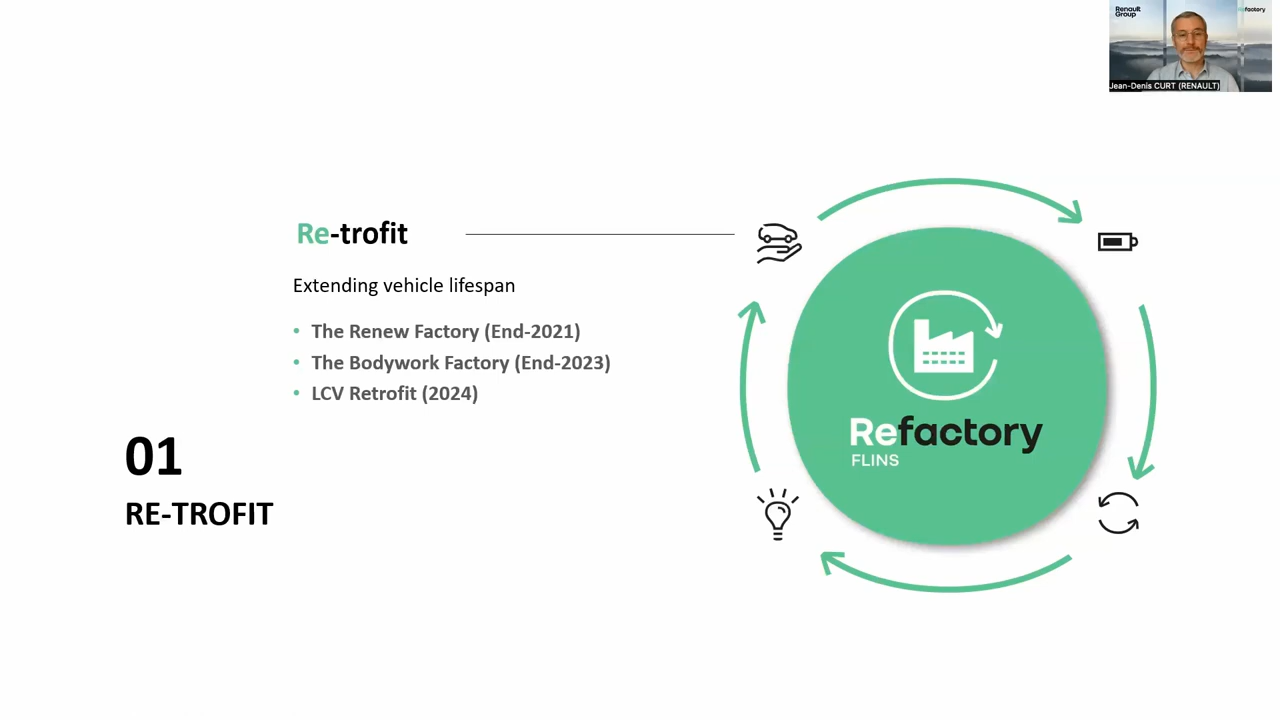 Renault
Group
Refactory
Jean-Denis CURT (RENAULT)
Re-trofit
Extending vehicle lifespan
• The Renew Factory (End-2021)
• The Bodywork Factory (End-2023)
• LCV Retrofit (2024)
01
RE-TROFIT
Refactory
FLINS